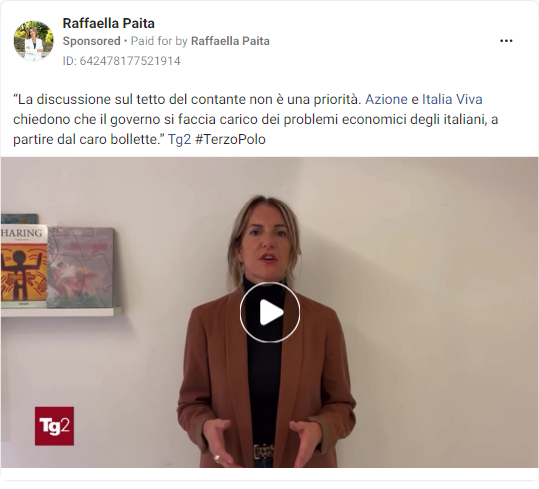 Raffaella Paita
Sponsored • Paid for by Raffaella Paita
ID: 642478177521914
“La discussione sul tetto del contante non è una priorità. Azione e Italia Viva
chiedono che il governo si faccia carico dei problemi economici degli italiani, a
partire dal caro bollette.” Tg2 #TerzoPolo
HARING
Tg2